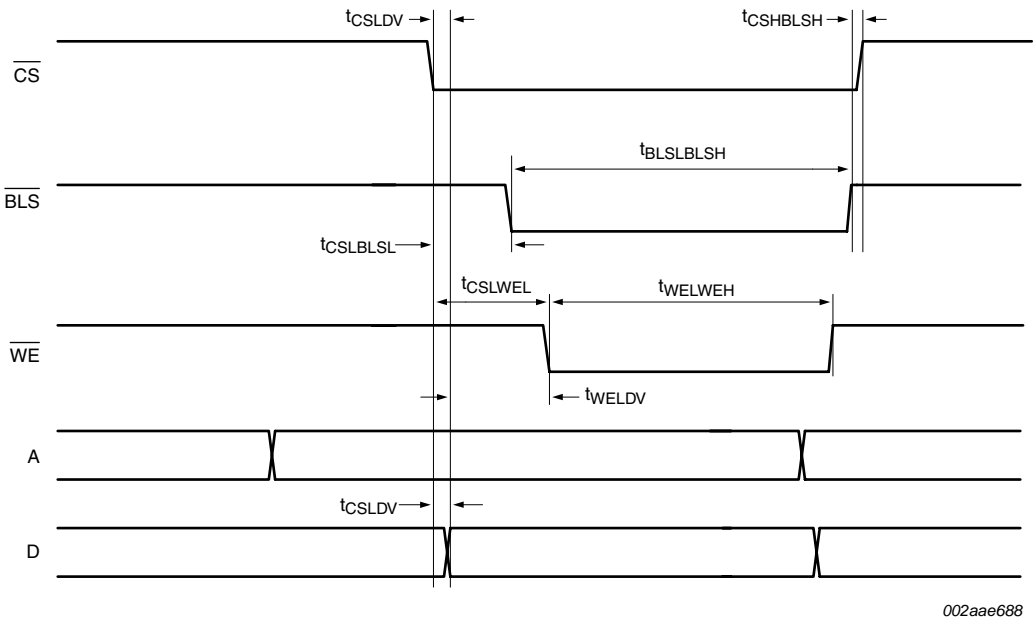 tCSLDV
tCSHBLSH
CS
tBLSLBLSH
BLS
tCSLBLSL
tCSLWEL
tWELWEH
WE
tWELDV
A
tCSLDV
D
002aae688